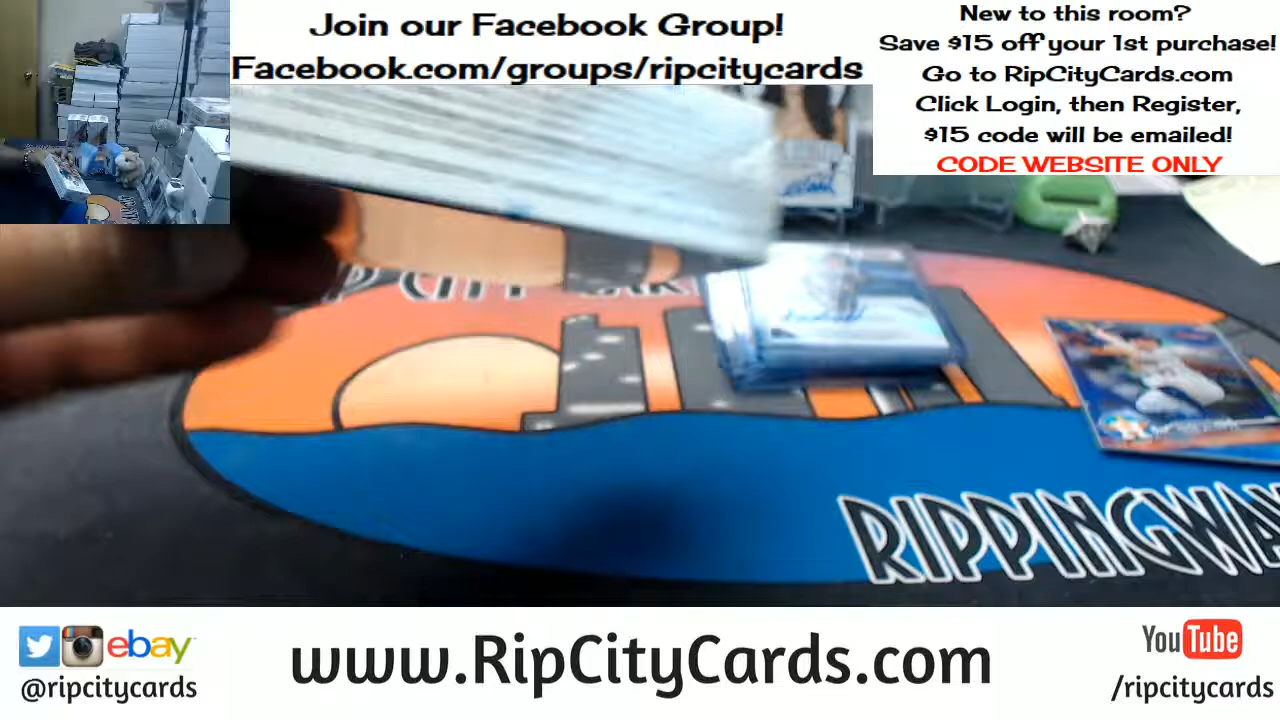 Join our Facebook Group!
Facebook.com/groups/ripcitycards
New to this room?
Save $15 off your 1st purchase!
Go to RipCityCards.com
Click Login, then Register,
$15 code will be emailed!
CODE WEBSITE ONLY
RIPPINGWA
ebay
@ripcitycards
www.RipCityCards.com
YouTube
/ripcitycards